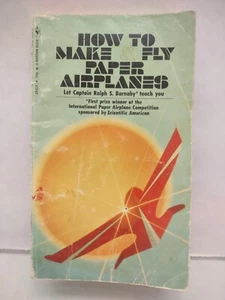 HOW TO
MAKE & FLY
PAPER
AIRPLANES
Let Captain Ralph S. Barnaby* teach you
*First prize winner at the
International Paper Airplane Competition
sponsored by Scientific American